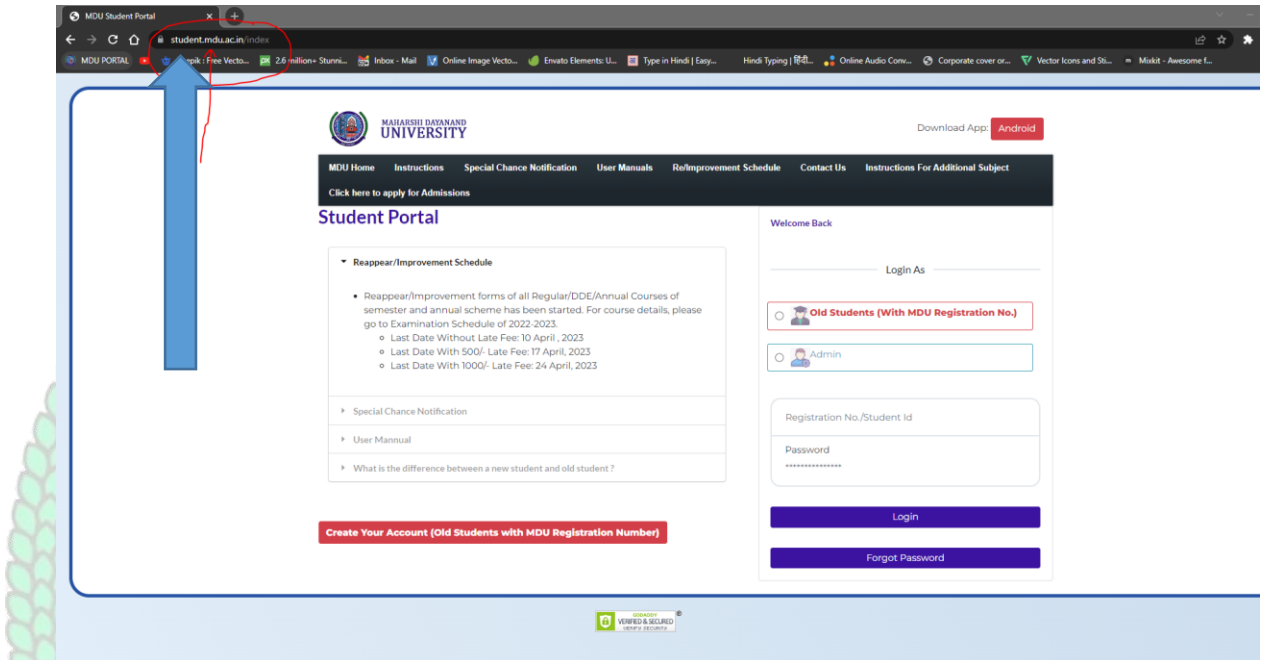 MDU Student Portal
student.mdu.ac.in/index
MDU PORTAL
: Free Vecto...
2.6 million+ Stunni...
Inbox - Mail
Online Image Vecto...
Envato Elements: U...
Type in Hindi | Easy...
Hindi Typing | हिंदी...
Online Audio Conv...
Corporate cover or...
Vector Icons and Sti...
Mixkit - Awesome f...
MAHARSHI DAYANAND
UNIVERSITY
Download App: Android
MDU Home Instructions Special Chance Notification User Manuals Re/Improvement Schedule Contact Us Instructions For Additional Subject
Click here to apply for Admissions
Student Portal
Reappear/Improvement Schedule
Reappear/Improvement forms of all Regular/DDE/Annual Courses of
semester and annual scheme has been started. For course details, please
go to Examination Schedule of 2022-2023.
Last Date Without Late Fee: 10 April , 2023
Last Date With 500/- Late Fee: 17 April, 2023
Last Date With 1000/- Late Fee: 24 April, 2023
Special Chance Notification
User Mannual
What is the difference between a new student and old student ?
Create Your Account (Old Students with MDU Registration Number)
Welcome Back
Login As
Old Students (With MDU Registration No.)
Admin
Registration No./Student Id
Password
***************
Login
Forgot Password
GODADDY
VERIFIED & SECURED
VERIFY SECURITY